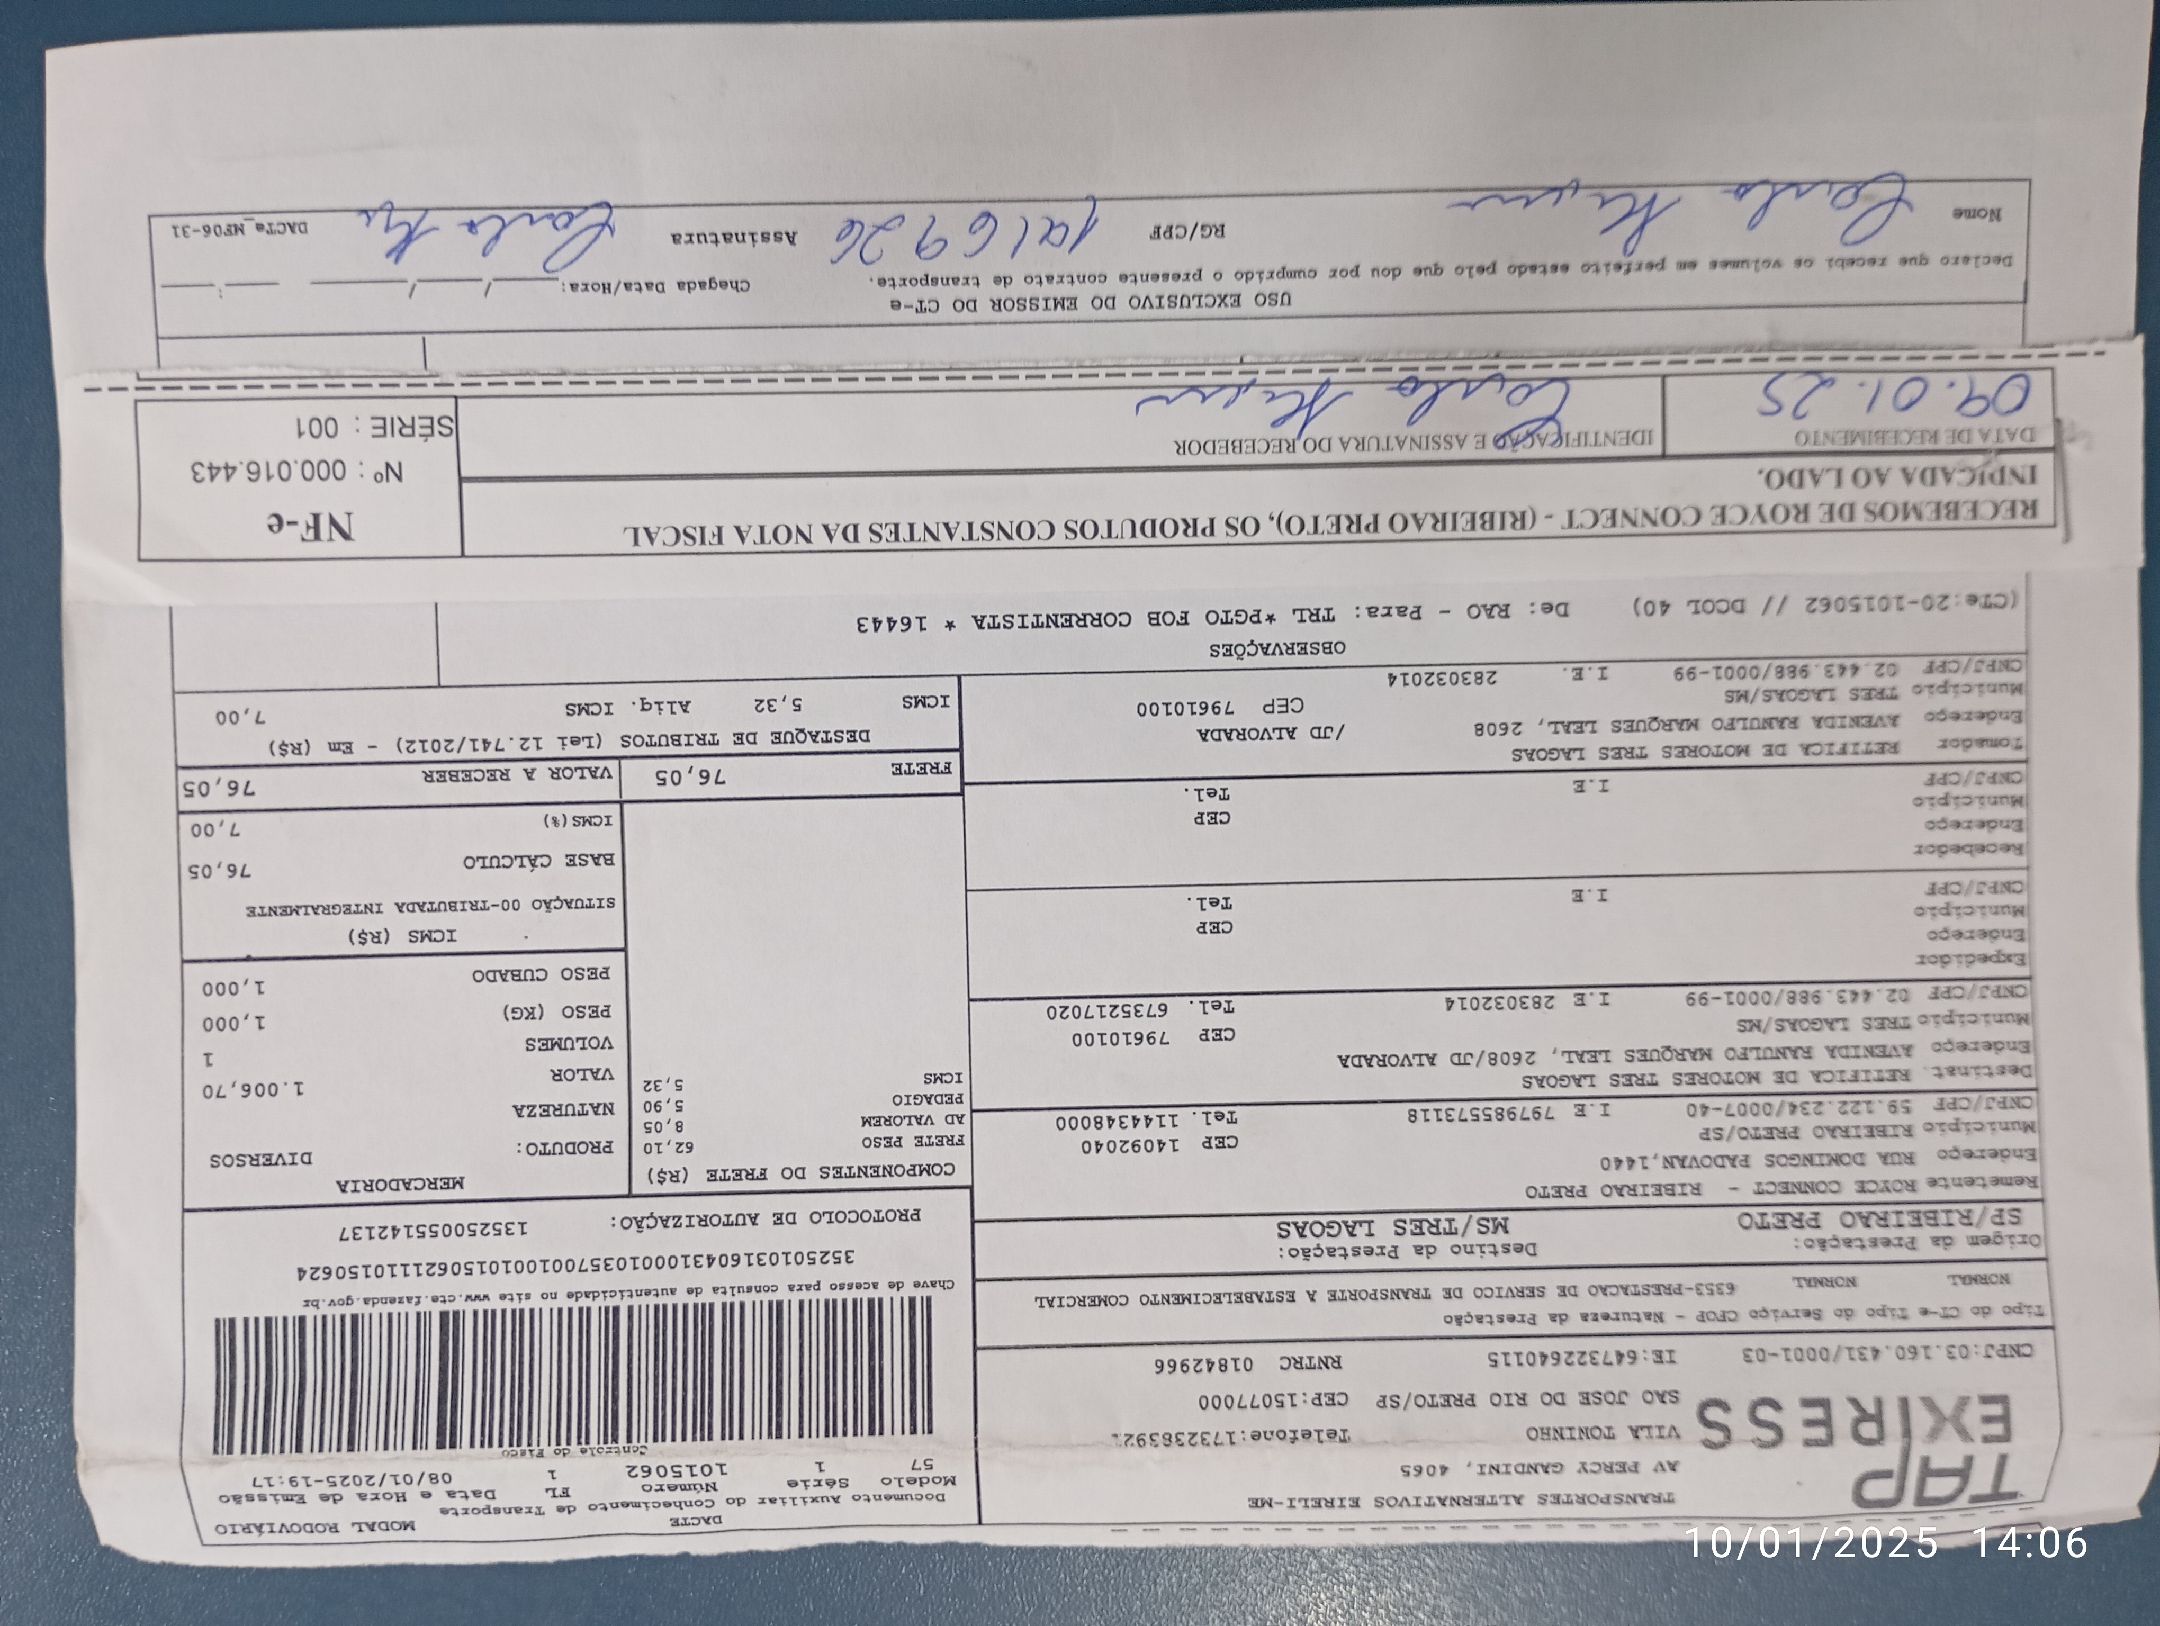 TAP
EXIRESS
TRANSPORTES ALTERNATIVOS EIRELI-ME
AV PERCY GANDINI, 4065
VILA TONINHO Telefone:1732363921
SAO JOSE DO RIO PRETO/SP CEP:15077000
CNPJ:03.160.431/0001-03 IE:647322640115 RNTRC 01842966
DACTE MODAL RODOVIÁRIO
Documento Auxiliar do Conhecimento de Transporte
Modelo Série Número FL Data e Hora de Emissão
57 1 1015062 1 08/01/2025-19:17
Controle do Fisco
Chave de acesso para consulta de autenticidade no site www.cte.fazenda.gov.br
35250103160431000103570010010150621110150624
PROTOCOLO DE AUTORIZAÇÃO: 135250055142137
Tipo do CT-e Tipo do Serviço CFOP - Natureza da Prestação
NORMAL NORMAL 6353-PRESTACAO DE SERVICO DE TRANSPORTE A ESTABELECIMENTO COMERCIAL
Origem da Prestação: Destino da Prestação:
SP/RIBEIRAO PRETO MS/TRES LAGOAS
Remetente ROYCE CONNECT - RIBEIRAO PRETO
Endereço RUA DOMINGOS PADOVAN,1440
Município RIBEIRAO PRETO/SP CEP 14092040
CNPJ/CPF 59.122.234/0007-40 I.E 797985573118 Tel. 1144348000
Destinat. RETIFICA DE MOTORES TRES LAGOAS
Endereço AVENIDA RANULFO MARQUES LEAL, 2608/JD ALVORADA
Município TRES LAGOAS/MS CEP 79610100
CNPJ/CPF 02.443.988/0001-99 I.E 283032014 Tel. 6735217020
Expedidor
Endereço
Município CEP
CNPJ/CPF I.E Tel.
Recebedor
Endereço
Município CEP
CNPJ/CPF I.E Tel.
Tomador RETIFICA DE MOTORES TRES LAGOAS
Endereço AVENIDA RANULFO MARQUES LEAL, 2608 /JD ALVORADA
Município TRES LAGOAS/MS CEP 79610100
CNPJ/CPF 02.443.988/0001-99 I.E. 283032014
COMPONENTES DO FRETE (R$)
FRETE PESO 62,10
AD VALOREM 8,05
PEDAGIO 5,90
ICMS 5,32
MERCADORIA
PRODUTO: DIVERSOS
NATUREZA
VALOR 1.006,70
VOLUMES 1
PESO (KG) 1,000
PESO CUBADO 1,000
ICMS (R$)
SITUAÇÃO 00-TRIBUTADA INTEGRALMENTE
BASE CÁLCULO 76,05
ICMS(%) 7,00
FRETE 76,05 VALOR A RECEBER 76,05
DESTAQUE DE TRIBUTOS (Lei 12.741/2012) - Em (R$)
ICMS 5,32 Aliq. ICMS 7,00
OBSERVAÇÕES
(CTe:20-1015062 // DCOL 40) De: RAO - Para: TRL *PGTO FOB CORRENTISTA * 16443
RECEBEMOS DE ROYCE CONNECT - (RIBEIRAO PRETO), OS PRODUTOS CONSTANTES DA NOTA FISCAL
INDICADA AO LADO.
DATA DE RECEBIMENTO IDENTIFICAÇÃO E ASSINATURA DO RECEBEDOR
09.01.25
NF-e
Nº : 000.016.443
SÉRIE : 001
USO EXCLUSIVO DO EMISSOR DO CT-e
Declaro que recebi os volumes em perfeito estado pelo que dou por cumprido o presente contrato de transporte. Chegada Data/Hora: / / :
Nome RG/CPF Assinatura DACTe_MF06-31
10/01/2025 14:06